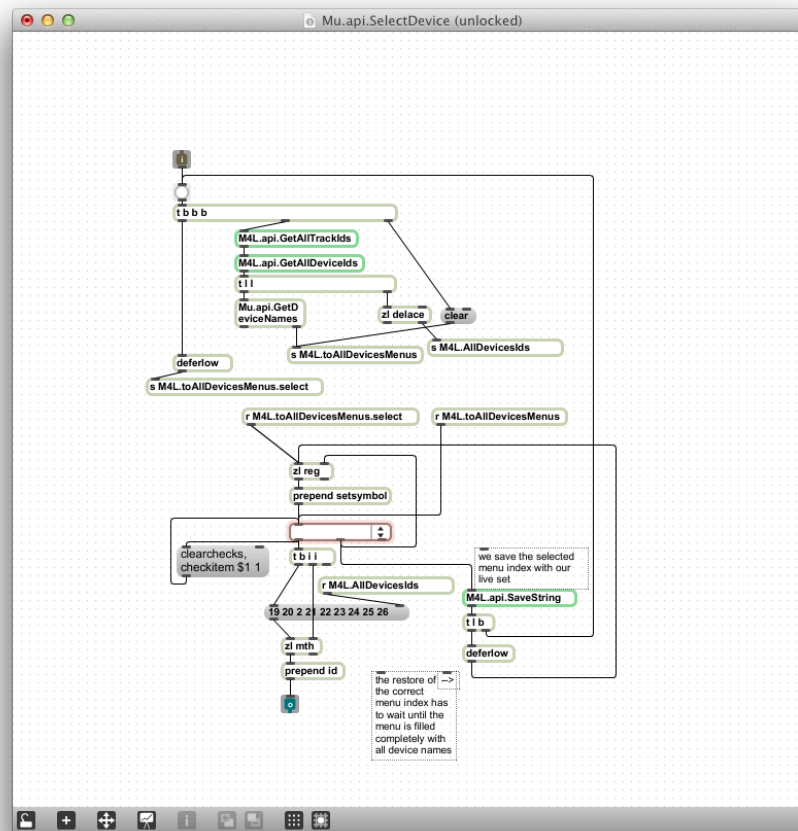 Mu.api.SelectDevice (unlocked)
t b b b
M4L.api.GetAllTrackIds
M4L.api.GetAllDeviceIds
t l l
Mu.api.GetD
eviceNames
zl delace
clear
s M4L.toAllDevicesMenus
s M4L.AllDevicesIds
deferlow
s M4L.toAllDevicesMenus.select
r M4L.toAllDevicesMenus.select
r M4L.toAllDevicesMenus
zl reg
prepend setsymbol
clearchecks,
checkitem $1 1
t b i i
we save the selected
menu index with our
live set
r M4L.AllDevicesIds
M4L.api.SaveString
19 20 2 21 22 23 24 25 26
t l b
zl mth
deferlow
prepend id
the restore of -->
the correct
menu index has
to wait until the
menu is filled
completely with
all device names